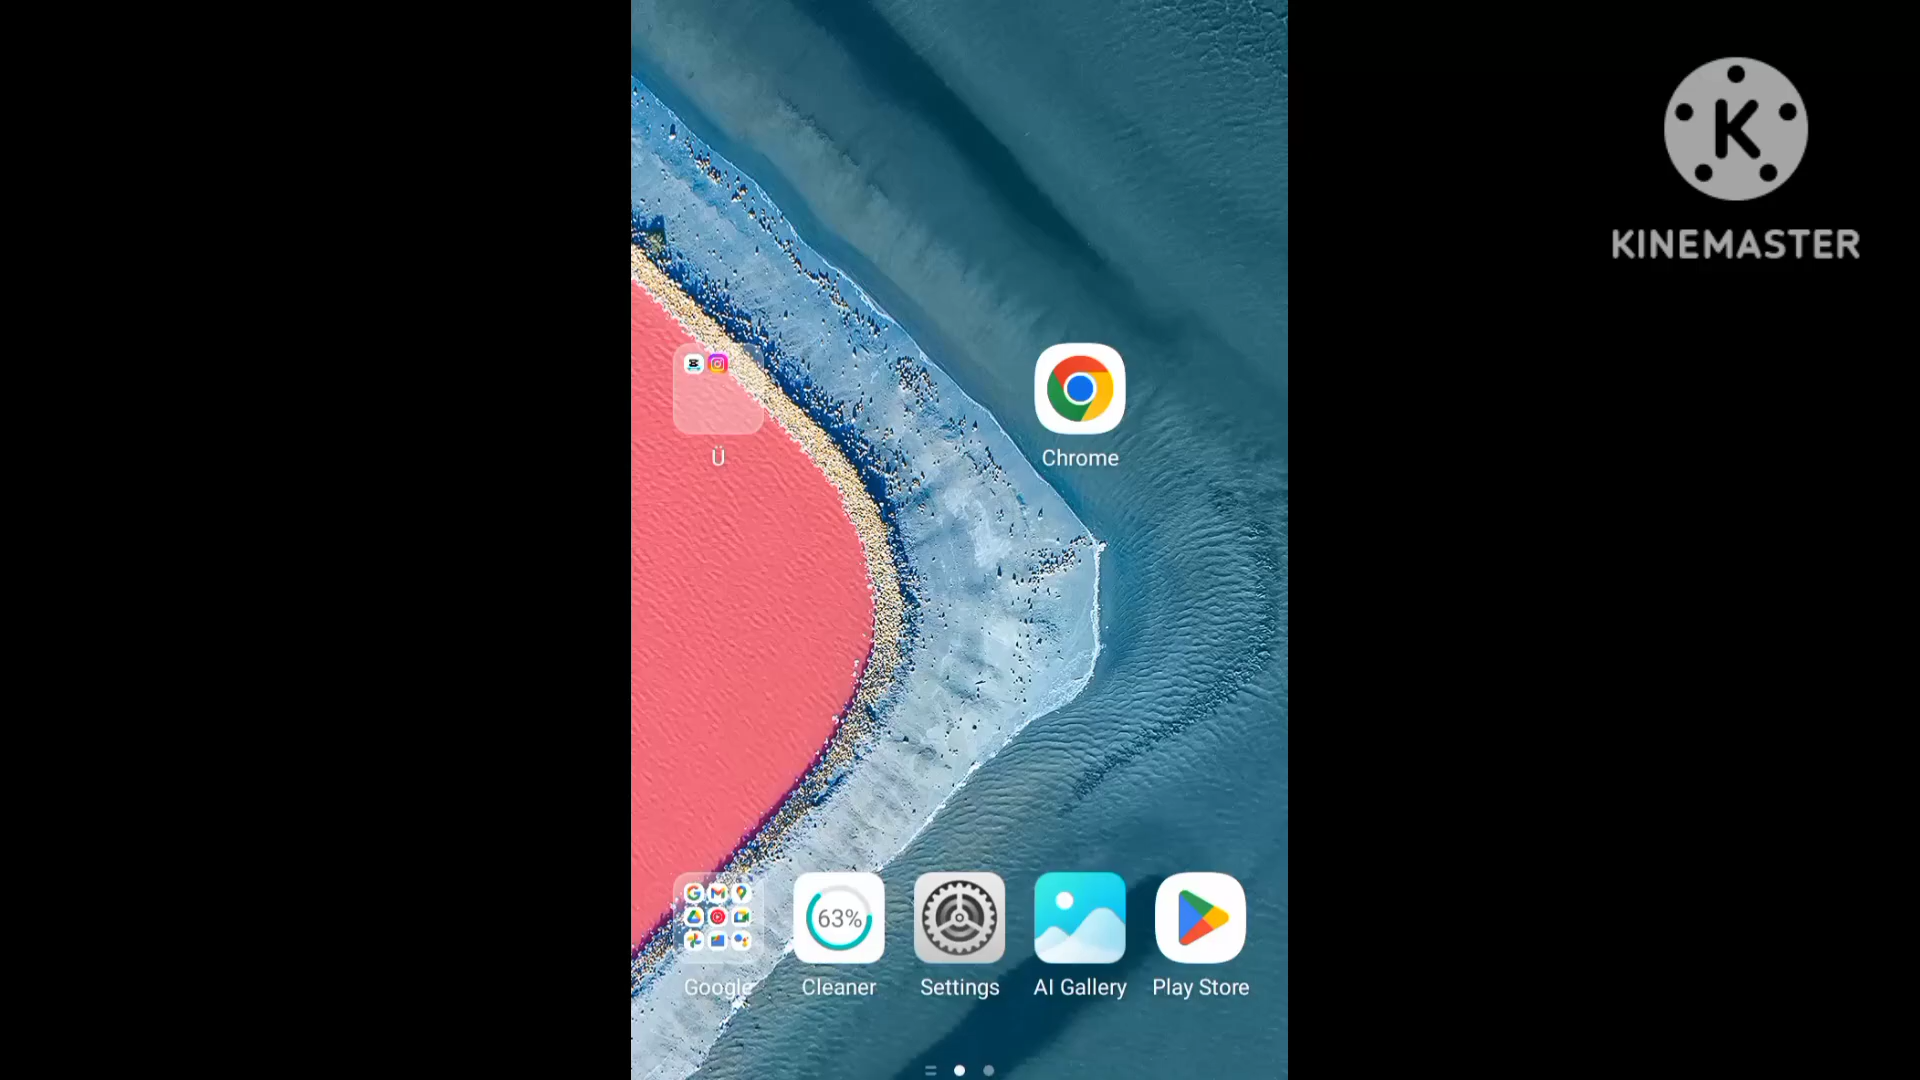 K
KINEMASTER
Ü
Chrome
63%
Google
Cleaner
Settings
AI Gallery
Play Store